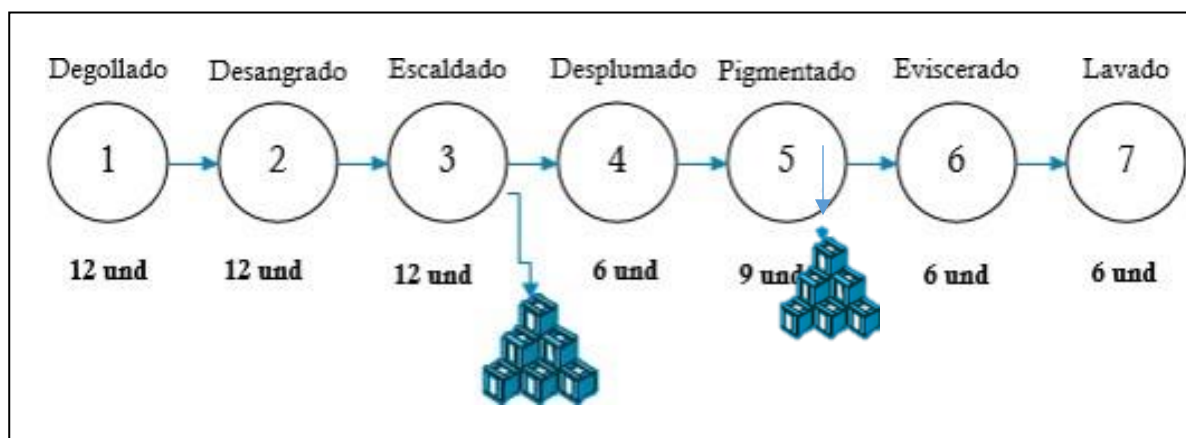 Degollado Desangrado Escaldado Desplumado Pigmentado Eviscerado Lavado
1 2 3 4 5 6 7
12 und 12 und 12 und 6 und 9 und 6 und 6 und